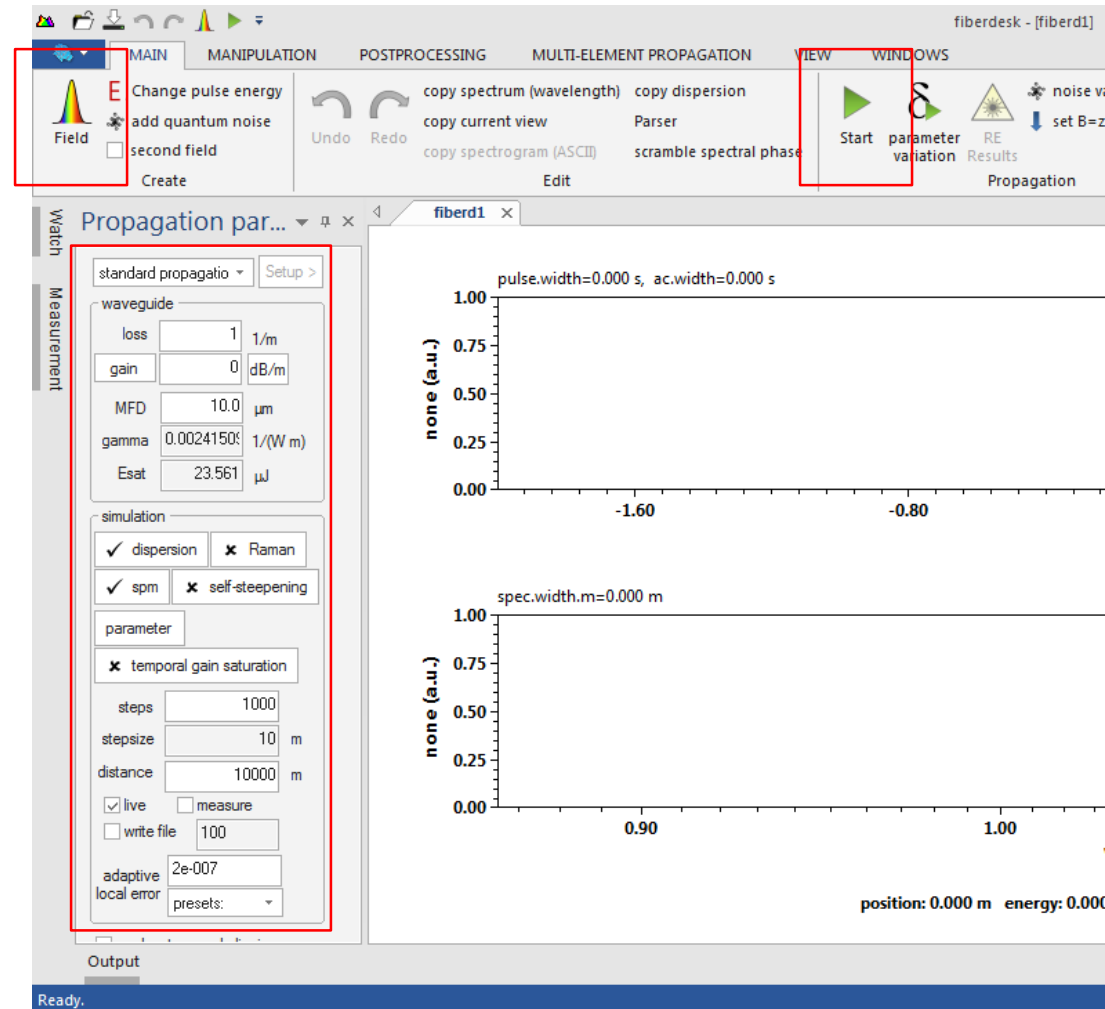 fiberdesk - [fiberd1]
MAIN MANIPULATION POSTPROCESSING MULTI-ELEMENT PROPAGATION VIEW WINDOWS
Field
E Change pulse energy
add quantum noise
second field
Create
Undo Redo
copy spectrum (wavelength) copy dispersion
copy current view Parser
copy spectrogram (ASCII) scramble spectral phase
Edit
Start
δ
parameter
variation
RE
Results
noise va
set B=z
Propagation
Watch
Measurement
Propagation par...
fiberd1
standard propagatio Setup >
waveguide
loss 1 1/m
gain 0 dB/m
MFD 10.0 µm
gamma 0.0024150 1/(W m)
Esat 23.561 µJ
simulation
dispersion Raman
spm self-steepening
parameter
temporal gain saturation
steps 1000
stepsize 10 m
distance 10000 m
live measure
write file 100
adaptive
local error
2e-007
presets:
pulse.width=0.000 s, ac.width=0.000 s
1.00
0.75
0.50
0.25
0.00
none (a.u.)
-1.60 -0.80
spec.width.m=0.000 m
1.00
0.75
0.50
0.25
0.00
none (a.u.)
0.90 1.00
position: 0.000 m energy: 0.000
Output
Ready.